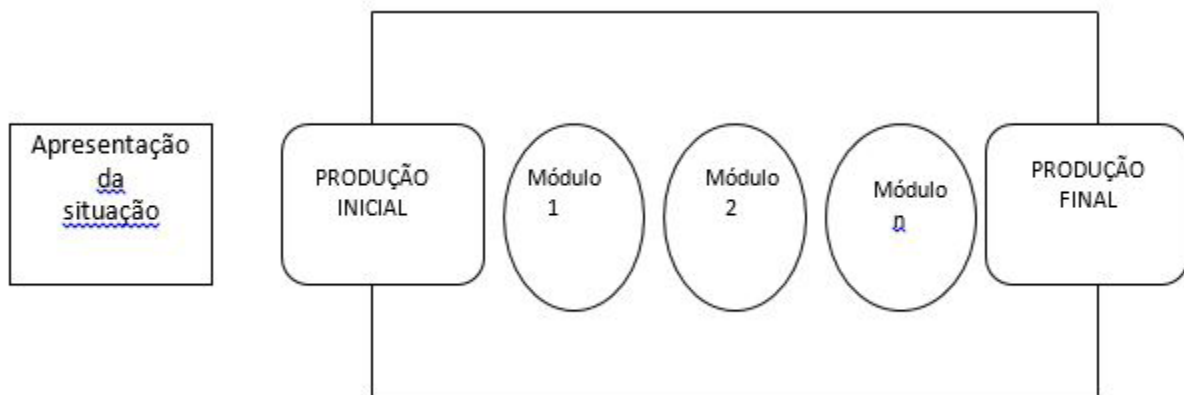 Apresentação
da
situação
PRODUÇÃO
INICIAL
Módulo
1
Módulo
2
Módulo
n
PRODUÇÃO
FINAL